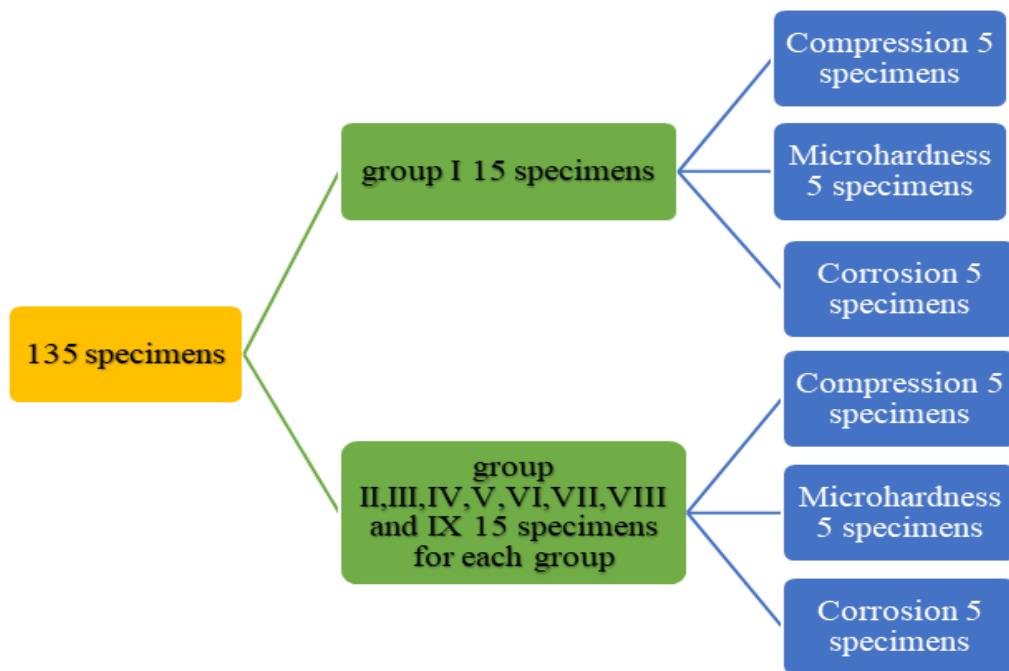 135 specimens
group I 15 specimens
Compression 5
specimens
Microhardness
5 specimens
Corrosion 5
specimens
group
II,III,IV,V,VI,VII,VIII
and IX 15 specimens
for each group
Compression 5
specimens
Microhardness
5 specimens
Corrosion 5
specimens